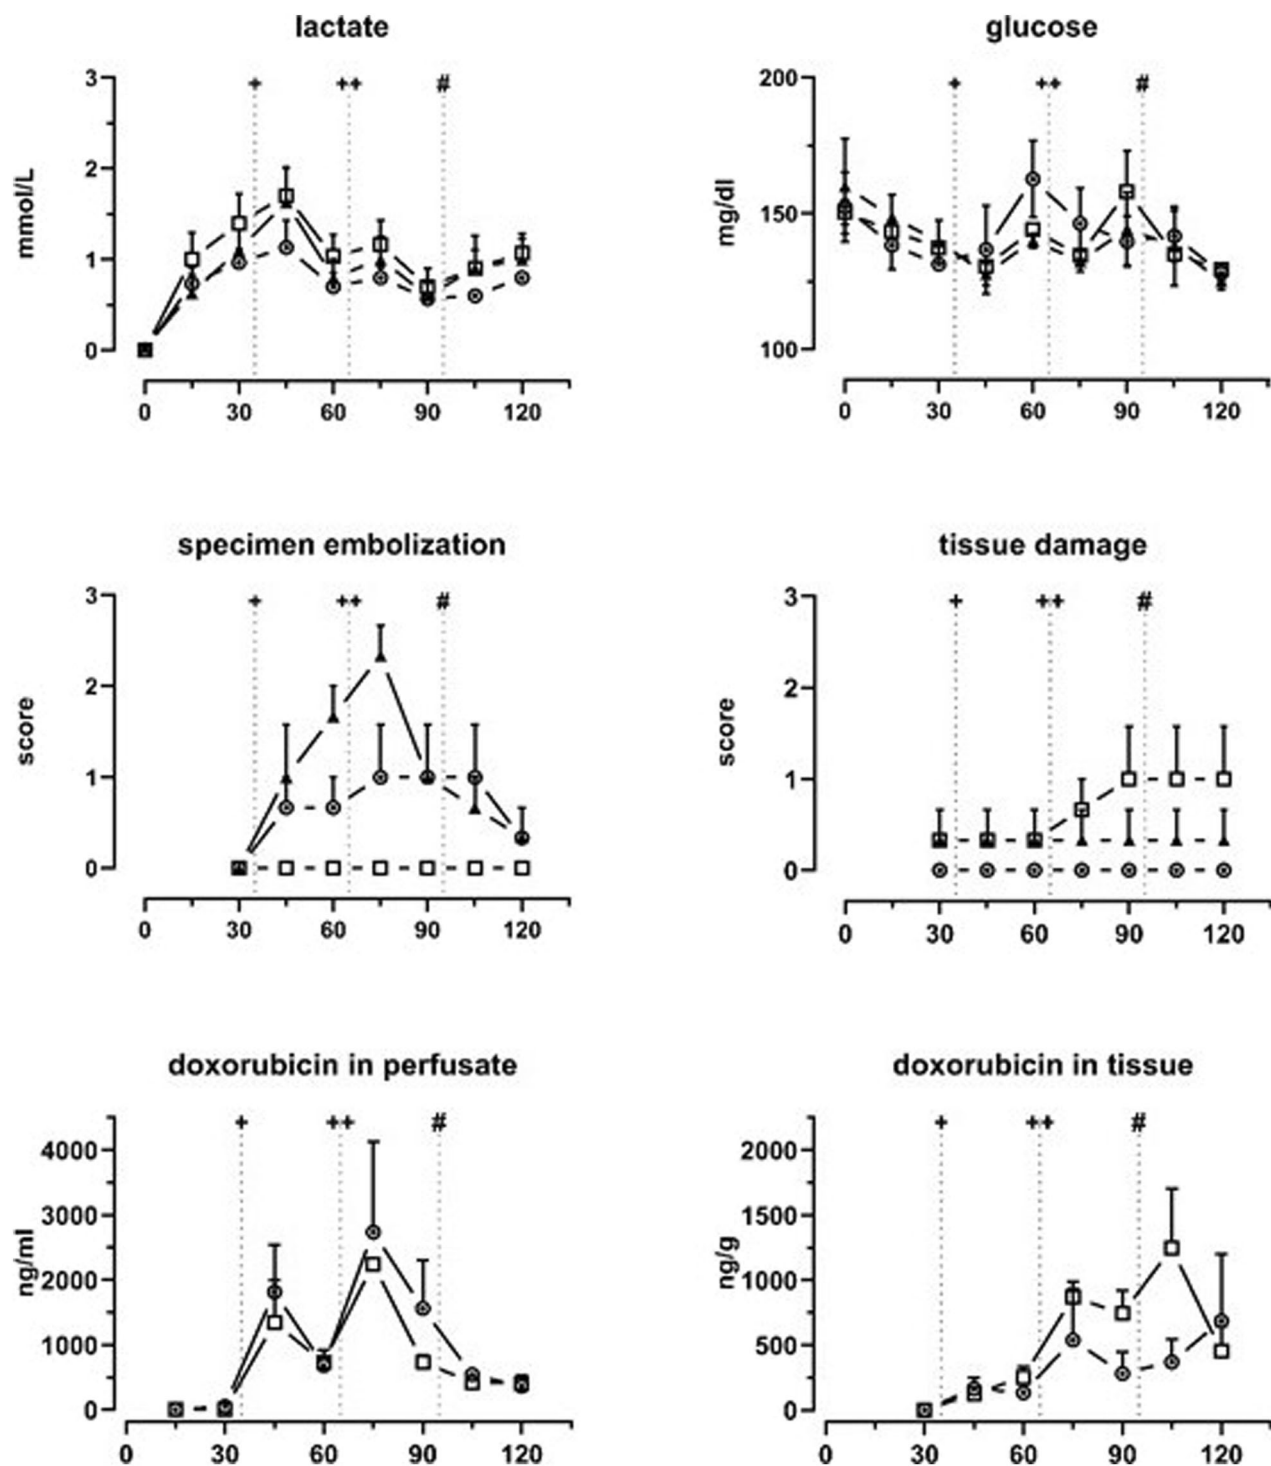 lactate
mmol/L
3
2
1
0
+
++
#
0 30 60 90 120
glucose
mg/dl
200
150
100
+
++
#
0 30 60 90 120
specimen embolization
score
3
2
1
0
+
++
#
0 30 60 90 120
tissue damage
score
3
2
1
0
+
++
#
0 30 60 90 120
doxorubicin in perfusate
ng/ml
4000
3000
2000
1000
0
+
++
#
0 30 60 90 120
doxorubicin in tissue
ng/g
2000
1500
1000
500
0
+
++
#
0 30 60 90 120